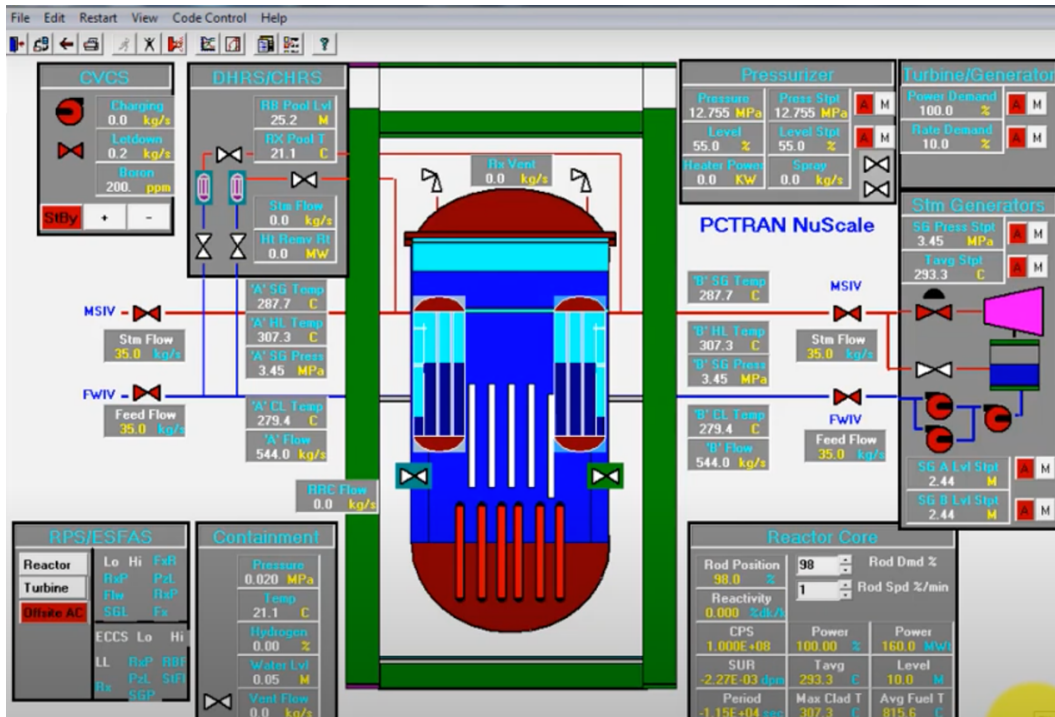 File Edit Restart View Code Control Help
CVCS
Charging
0.0 kg/s
Letdown
0.2 kg/s
Boron
200. ppm
StBy + -
DHRS/CHRS
RB Pool Lvl
25.2 M
RX Pool T
21.1 C
Stm Flow
0.0 kg/s
Ht Remv Rt
0.0 MW
Rx Vent
0.0 kg/s
Pressurizer
Pressure Press Stpt
12.755 MPa 12.755 MPa A M
Level Level Stpt
55.0 % 55.0 % A M
Heater Power Spray
0.0 KW 0.0 kg/s
Turbine/Generator
Power Demand
100.0 % A M
Rate Demand
10.0 % A M
PCTRAN NuScale
Stm Generators
SG Press Stpt
3.45 MPa A M
Tavg Stpt
293.3 C A M
MSIV
Stm Flow
35.0 kg/s
FWIV
Feed Flow
35.0 kg/s
'A' SG Temp
287.7 C
'A' HL Temp
307.3 C
'A' SG Press
3.45 MPa
'A' CL Temp
279.4 C
'A' Flow
544.0 kg/s
'B' SG Temp
287.7 C
'B' HL Temp
307.3 C
'B' SG Press
3.45 MPa
'B' CL Temp
279.4 C
'B' Flow
544.0 kg/s
MSIV
Stm Flow
35.0 kg/s
FWIV
Feed Flow
35.0 kg/s
SG A Lvl Stpt
2.44 M A M
SG B Lvl Stpt
2.44 M A M
RRC Flow
0.0 kg/s
RPS/ESFAS
Reactor
Turbine
Offsite AC
Lo Hi FxR
RxP PzL
Flw RxP
SGL Fx
ECCS Lo Hi
LL RxP RBT
PzL StFl
Rx
SGP
Containment
Pressure
0.020 MPa
Temp
21.1 C
Hydrogen
0.00 %
Water Lvl
0.05 M
Vent Flow
0.0 kg/s
Reactor Core
Rod Position
98.0 %
98 Rod Dmd %
1 Rod Spd %/min
Reactivity
0.000 %dk/k
CPS Power Power
1.000E+08 100.00 % 160.0 MWt
SUR Tavg Level
-2.27E-03 dpm 293.3 C 10.0 M
Period Max Clad T Avg Fuel T
-1.15E+04 sec 307.3 C 815.6 C